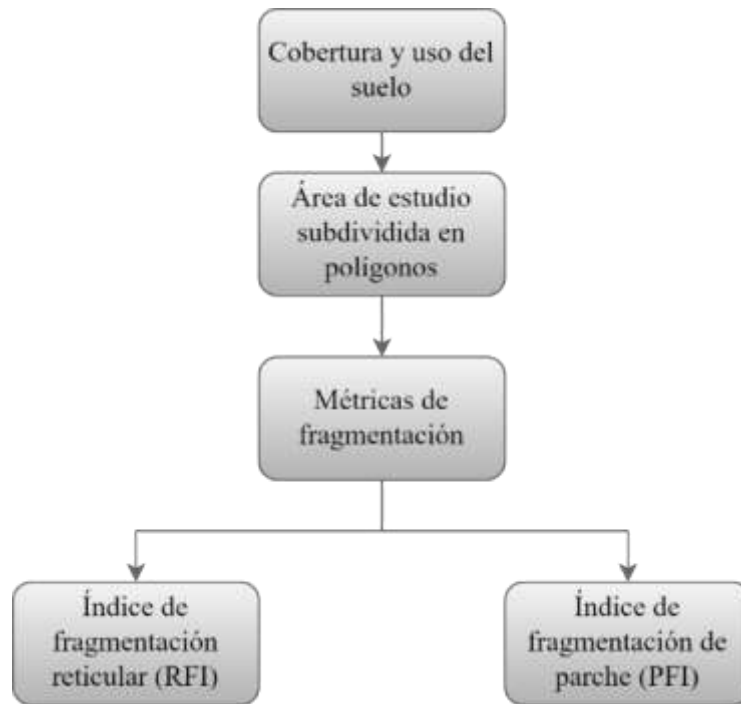 Cobertura y uso del
suelo
Área de estudio
subdividida en
polígonos
Métricas de
fragmentación
Índice de
fragmentación
reticular (RFI)
Índice de
fragmentación de
parche (PFI)